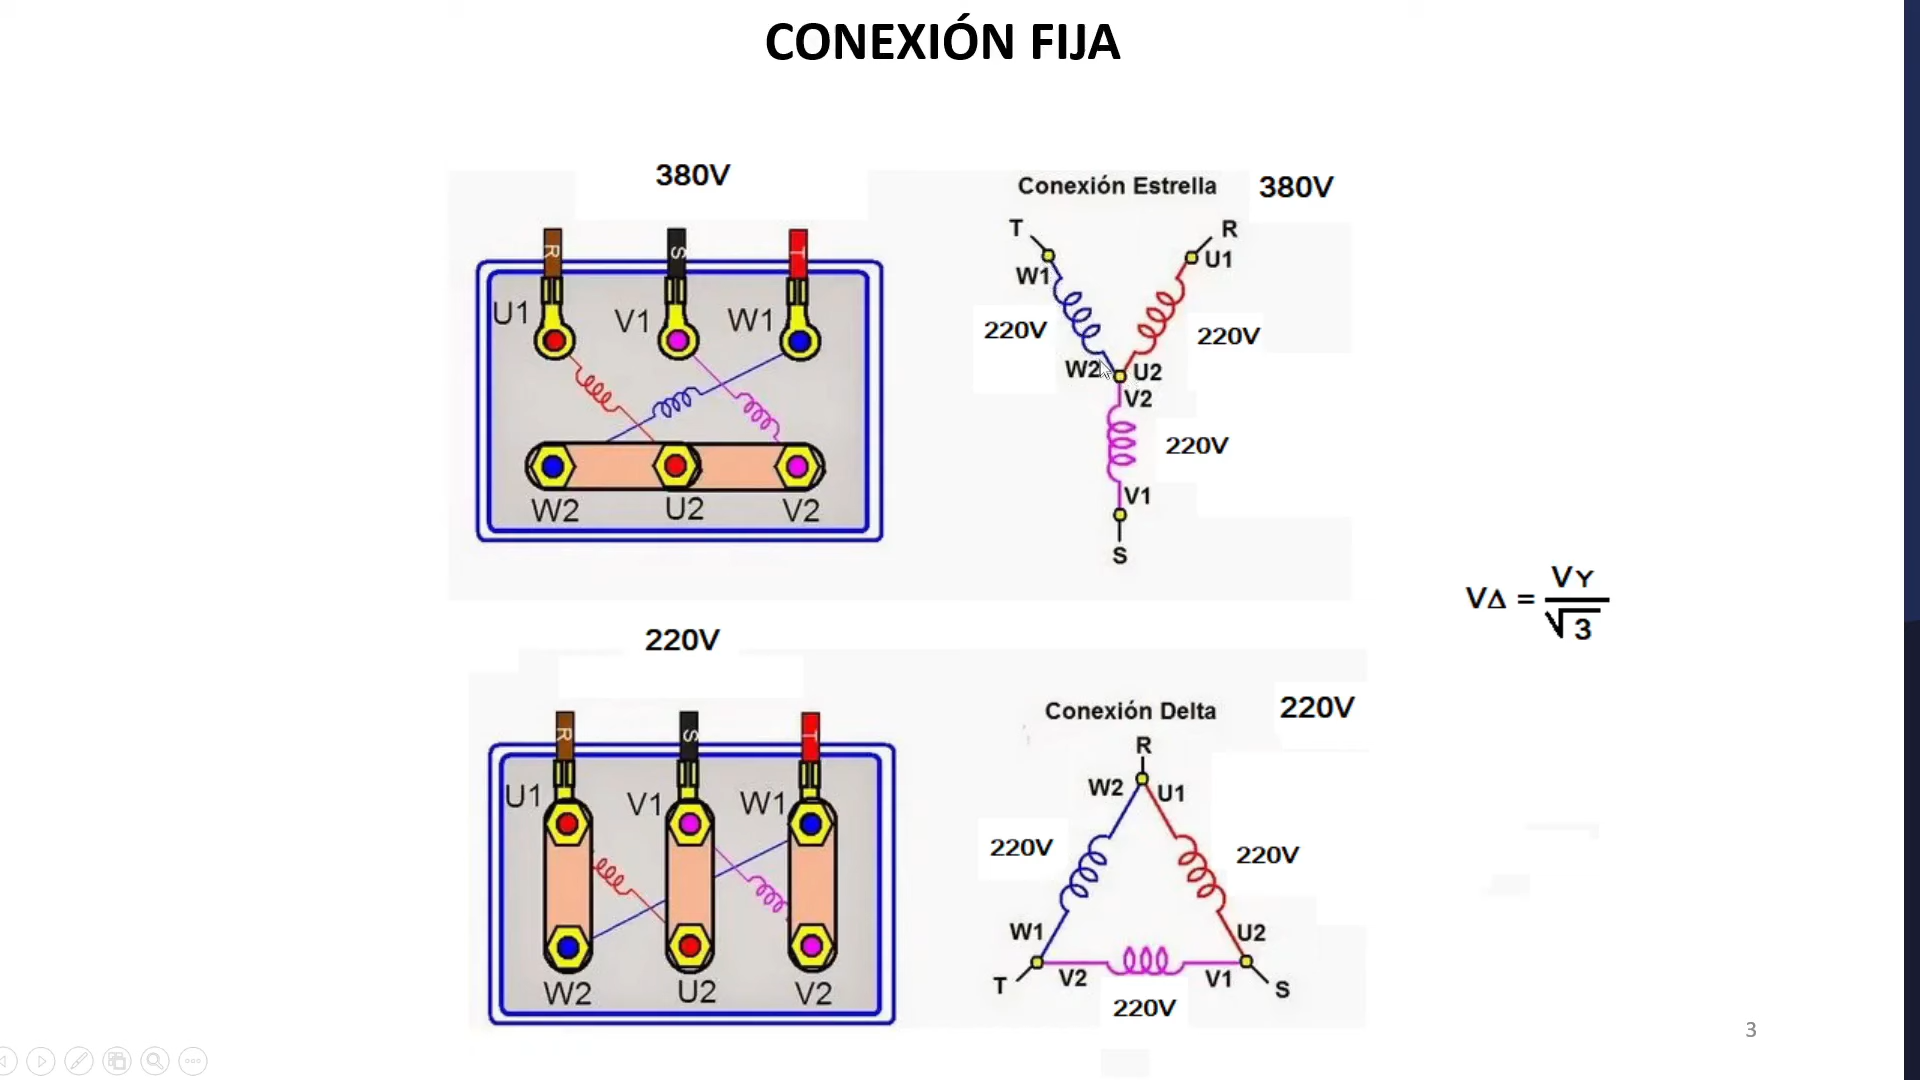 CONEXIÓN FIJA
380V
R S T
U1 V1 W1
W2 U2 V2
Conexión Estrella 380V
T R
W1 U1
220V 220V
W2 U2
V2
220V
V1
S
V∆ = VY
√3
220V
R S T
U1 V1 W1
W2 U2 V2
Conexión Delta 220V
R
W2 U1
220V 220V
W1 U2
T V2 V1 S
220V
3